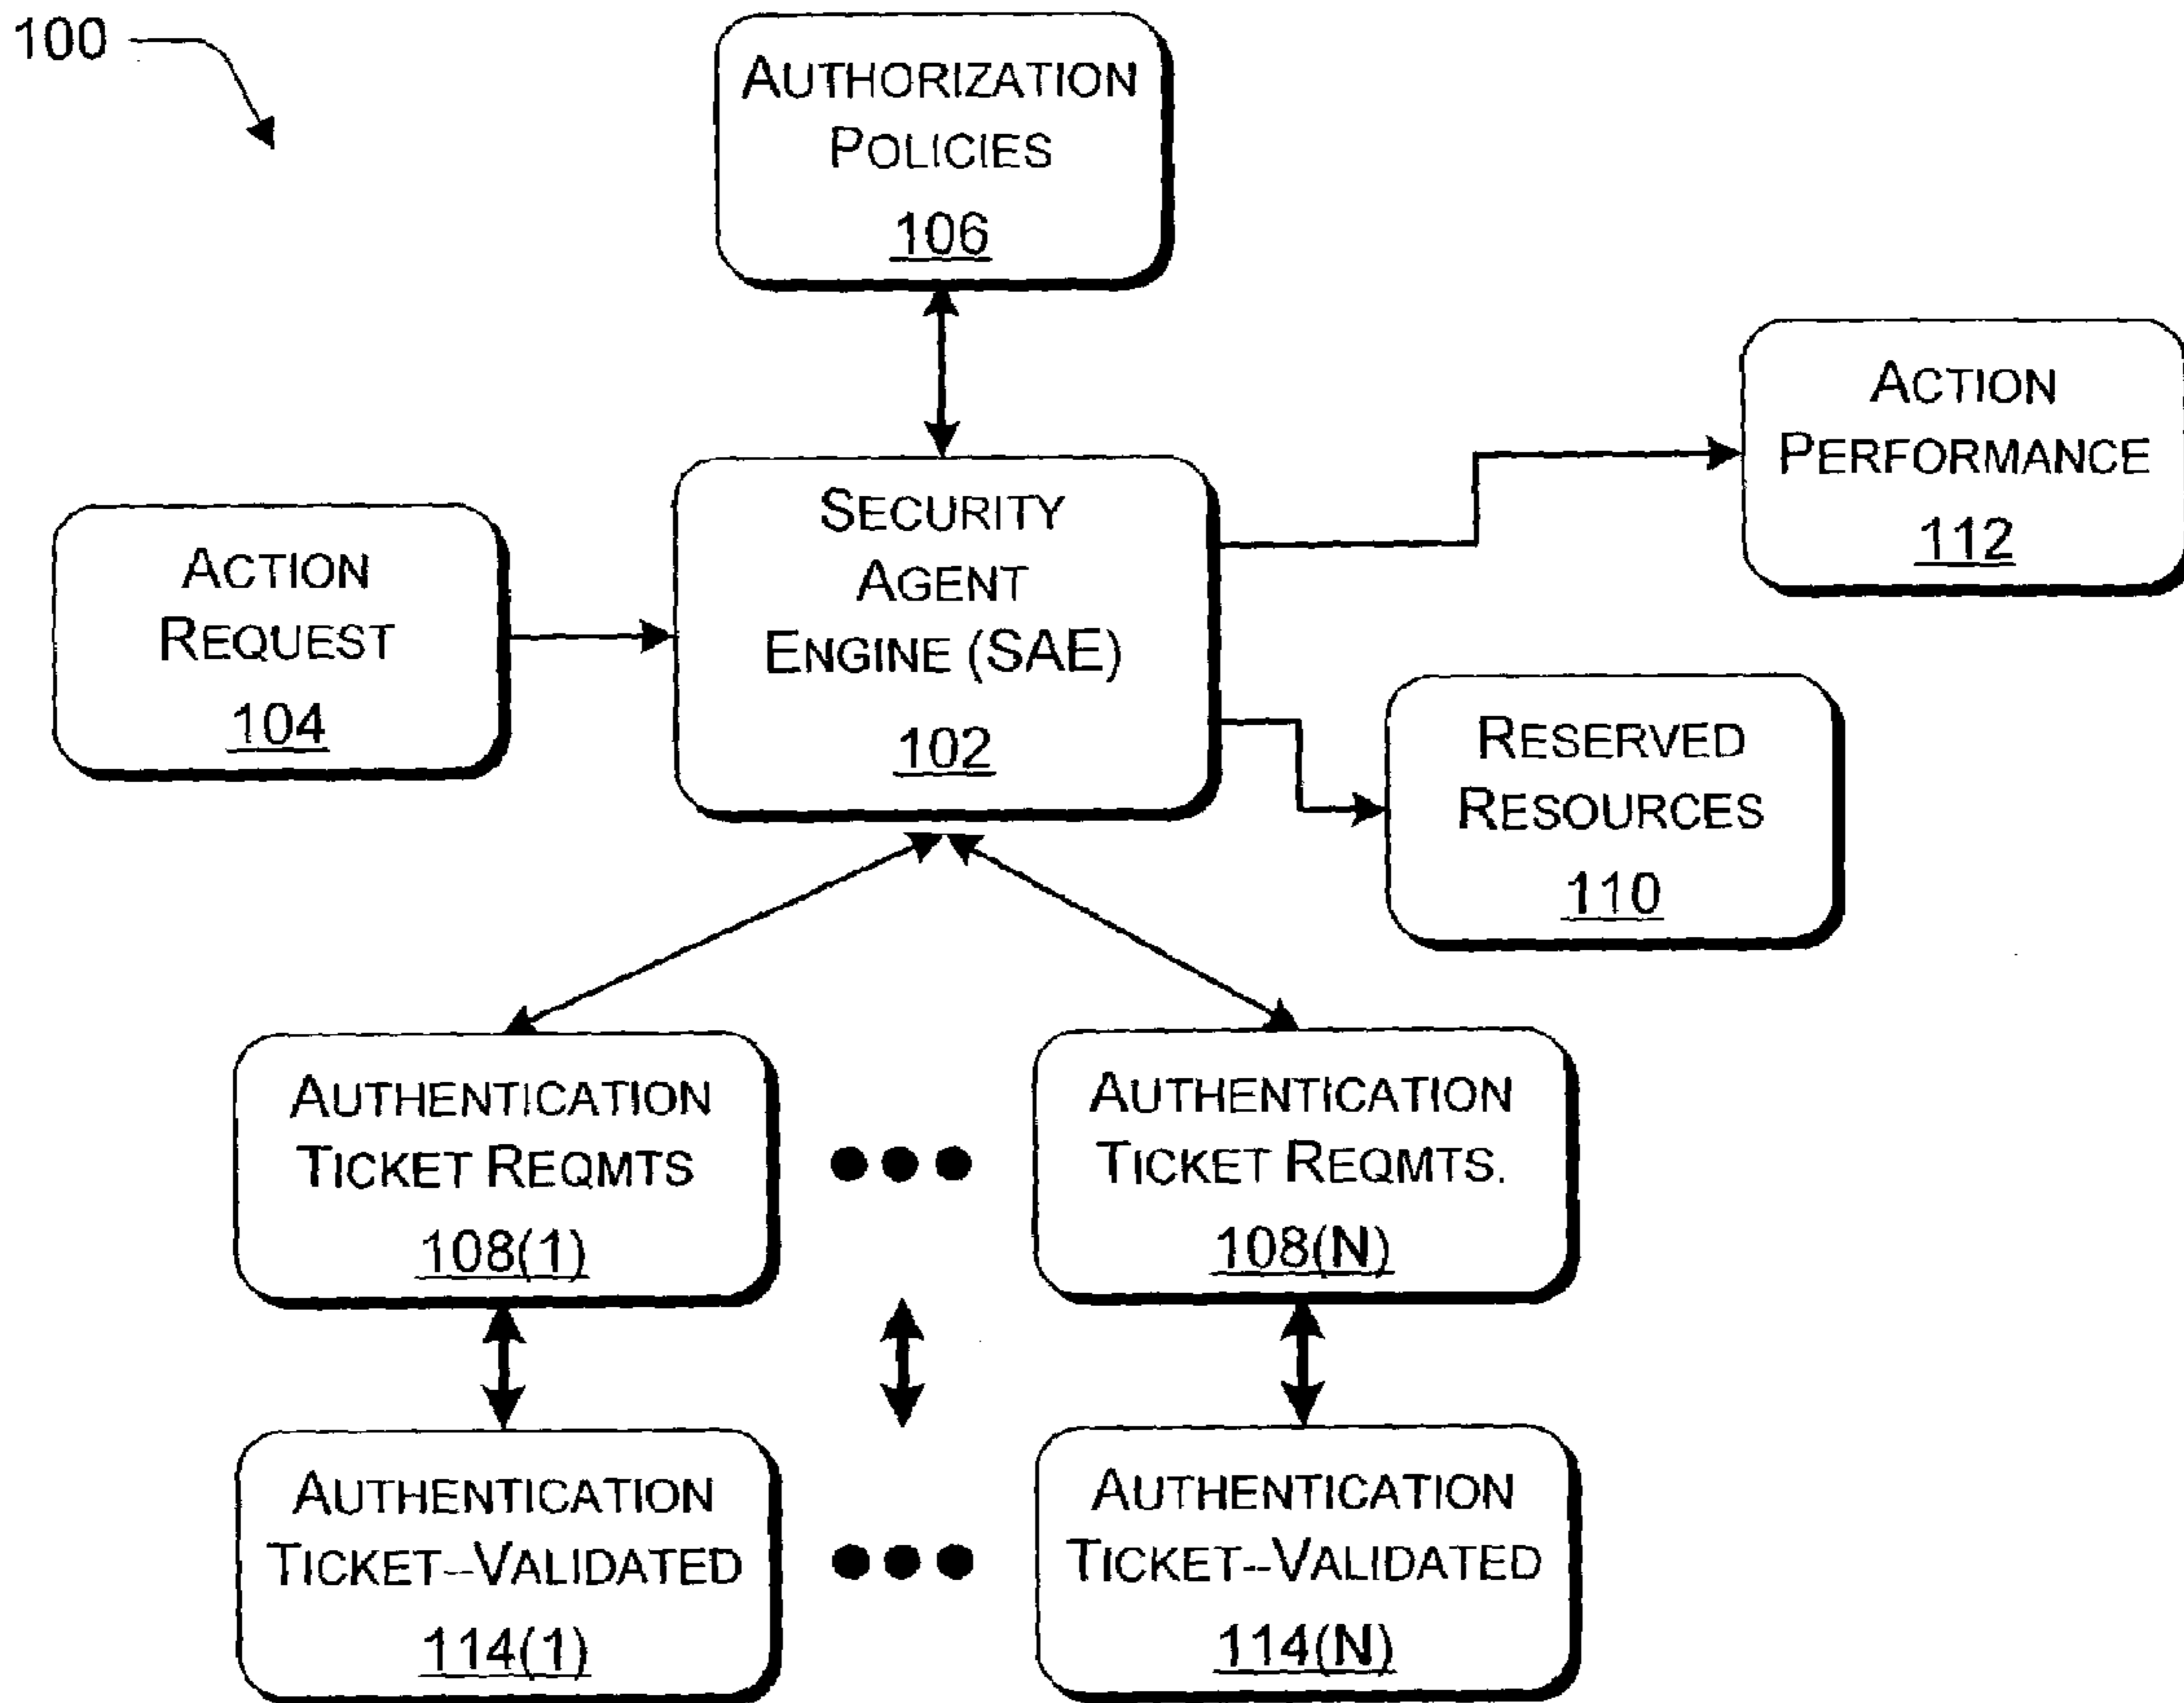 100
AUTHORIZATION
POLICIES
106
ACTION
PERFORMANCE
112
SECURITY
AGENT
ENGINE (SAE)
102
ACTION
REQUEST
104
RESERVED
RESOURCES
110
AUTHENTICATION
TICKET REQMTS
108(1)
AUTHENTICATION
TICKET REQMTS.
108(N)
AUTHENTICATION
TICKET--VALIDATED
114(1)
AUTHENTICATION
TICKET--VALIDATED
114(N)